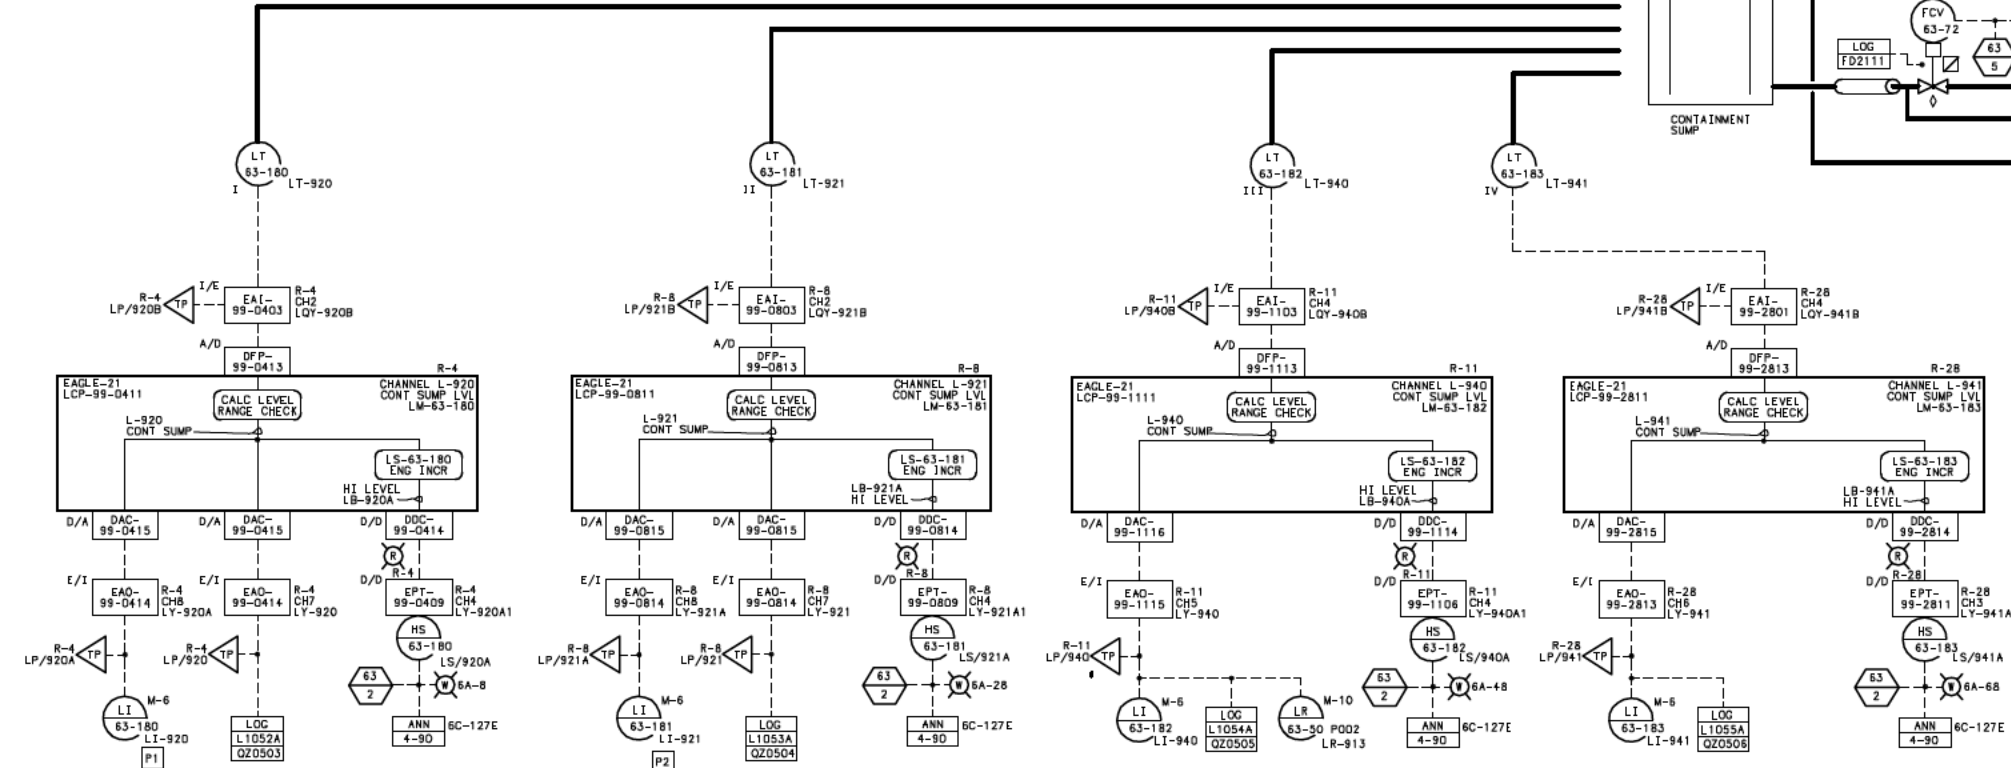 FCV
63-72
LOG
FD2111
63
5
CONTAINMENT
SUMP
LT
63-180
I
LT-920
LT
63-181
II
LT-921
LT
63-182
III
LT-940
LT
63-183
IV
LT-941
R-4
LP/920B
TP
I/E
EAI-
99-0403
R-4
CH2
LQY-920B
A/D
DFP-
99-0413
R-4
EAGLE-21
LCP-99-0411
CALC LEVEL
RANGE CHECK
CHANNEL L-920
CONT SUMP LVL
LM-63-180
L-920
CONT SUMP
LS-63-180
ENG INCR
HI LEVEL
LB-920A
D/A
DAC-
99-0415
D/A
DAC-
99-0415
D/D
DDC-
99-0414
R
R-4
E/I
EAO-
99-0414
R-4
CH8
LY-920A
E/I
EAO-
99-0414
R-4
CH7
LY-920
D/D
EPT-
99-0409
R-4
CH4
LY-920A1
R-4
LP/920A
TP
R-4
LP/920
TP
HS
63-180
LS/920A
63
2
W
6A-8
LI
63-180
M-6
LI-920
P1
LOG
L1052A
QZ0503
ANN
4-90
6C-127E
R-8
LP/921B
TP
I/E
EAI-
99-0803
R-8
CH2
LQY-921B
A/D
DFP-
99-0813
R-8
EAGLE-21
LCP-99-0811
CALC LEVEL
RANGE CHECK
CHANNEL L-921
CONT SUMP LVL
LM-63-181
L-921
CONT SUMP
LS-63-181
ENG INCR
LB-921A
HI LEVEL
D/A
DAC-
99-0815
D/A
DAC-
99-0815
D/D
DDC-
99-0814
R
R-8
E/I
EAO-
99-0814
R-8
CH8
LY-921A
E/I
EAO-
99-0814
R-8
CH7
LY-921
D/D
EPT-
99-0809
R-8
CH4
LY-921A1
R-8
LP/921A
TP
R-8
LP/921
TP
HS
63-181
LS/921A
63
2
W
6A-28
LI
63-181
M-6
LI-921
P2
LOG
L1053A
QZ0504
ANN
4-90
6C-127E
R-11
LP/940B
TP
I/E
EAI-
99-1103
R-11
CH4
LQY-940B
A/D
DFP-
99-1113
R-11
EAGLE-21
LCP-99-1111
CALC LEVEL
RANGE CHECK
CHANNEL L-940
CONT SUMP LVL
LM-63-182
L-940
CONT SUMP
LS-63-182
ENG INCR
HI LEVEL
LB-940A
D/A
DAC-
99-1116
D/D
DDC-
99-1114
R
R-11
E/I
EAO-
99-1115
R-11
CH5
LY-940
D/D
EPT-
99-1106
R-11
CH4
LY-940A1
R-11
LP/940
TP
HS
63-182
LS/940A
63
2
W
6A-48
LI
63-182
M-6
LI-940
LOG
L1054A
QZ0505
LR
63-50
M-10
P002
LR-913
ANN
4-90
6C-127E
R-28
LP/941B
TP
I/E
EAI-
99-2801
R-28
CH4
LQY-941B
A/D
DFP-
99-2813
R-28
EAGLE-21
LCP-99-2811
CALC LEVEL
RANGE CHECK
CHANNEL L-941
CONT SUMP LVL
LM-63-183
L-941
CONT SUMP
LS-63-183
ENG INCR
LB-941A
HI LEVEL
D/A
DAC-
99-2815
D/D
DDC-
99-2814
R
R-28
E/I
EAO-
99-2813
R-28
CH6
LY-941
D/D
EPT-
99-2811
R-28
CH3
LY-941A
R-28
LP/941
TP
HS
63-183
LS/941A
63
2
W
6A-68
LI
63-183
M-6
LI-941
LOG
L1055A
QZ0506
ANN
4-90
6C-127E